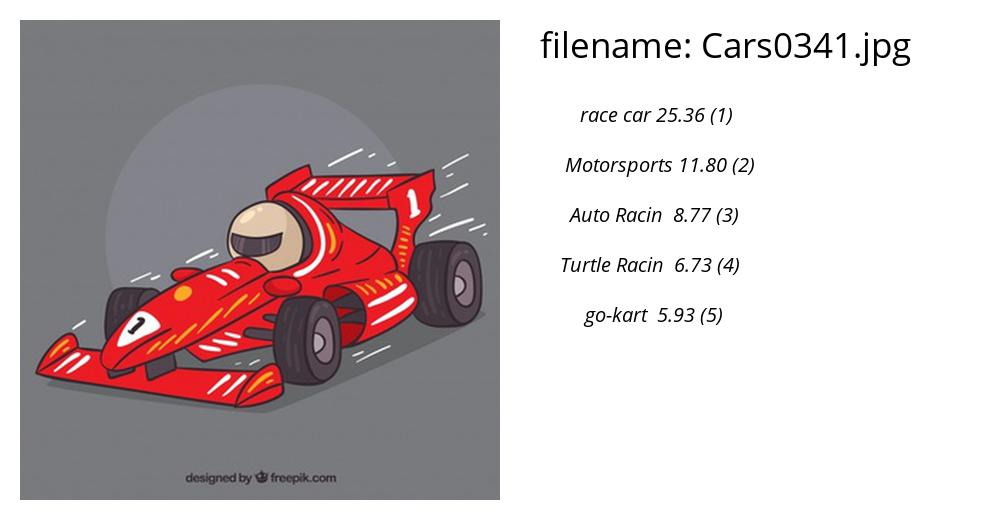 filename: Cars0341.jpg
race car 25.36 (1)
Motorsports 11.80 (2)
Auto Racin 8.77 (3)
Turtle Racin 6.73 (4)
go-kart 5.93 (5)
1
1
designed by freepik.com